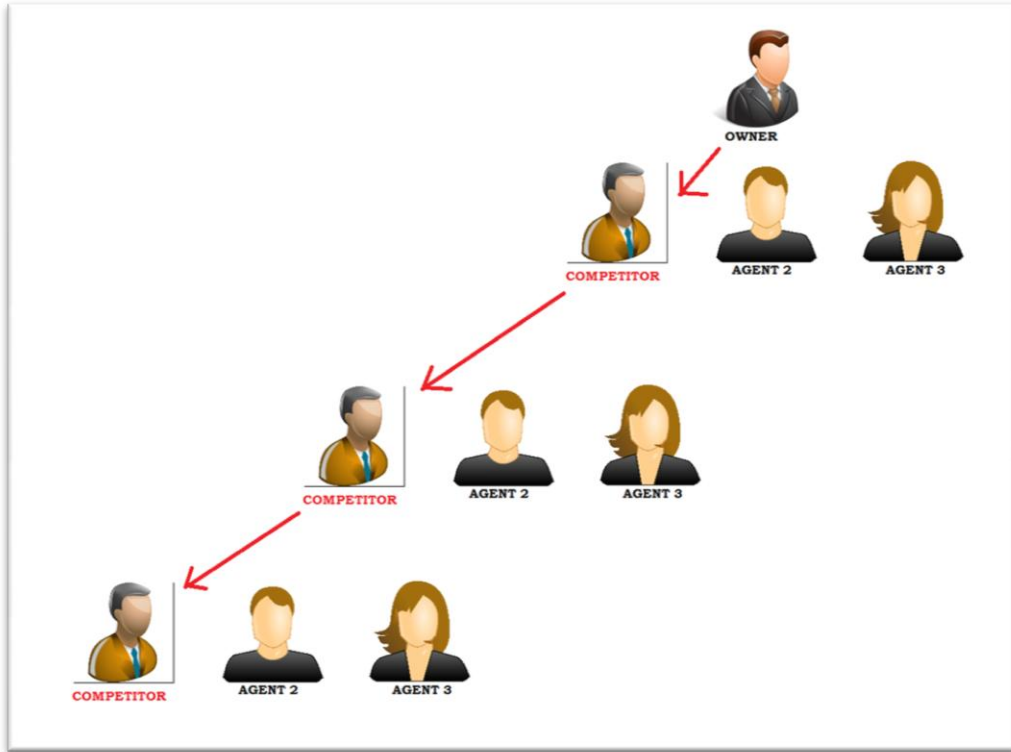 OWNER
COMPETITOR
AGENT 2
AGENT 3
COMPETITOR
AGENT 2
AGENT 3
COMPETITOR
AGENT 2
AGENT 3